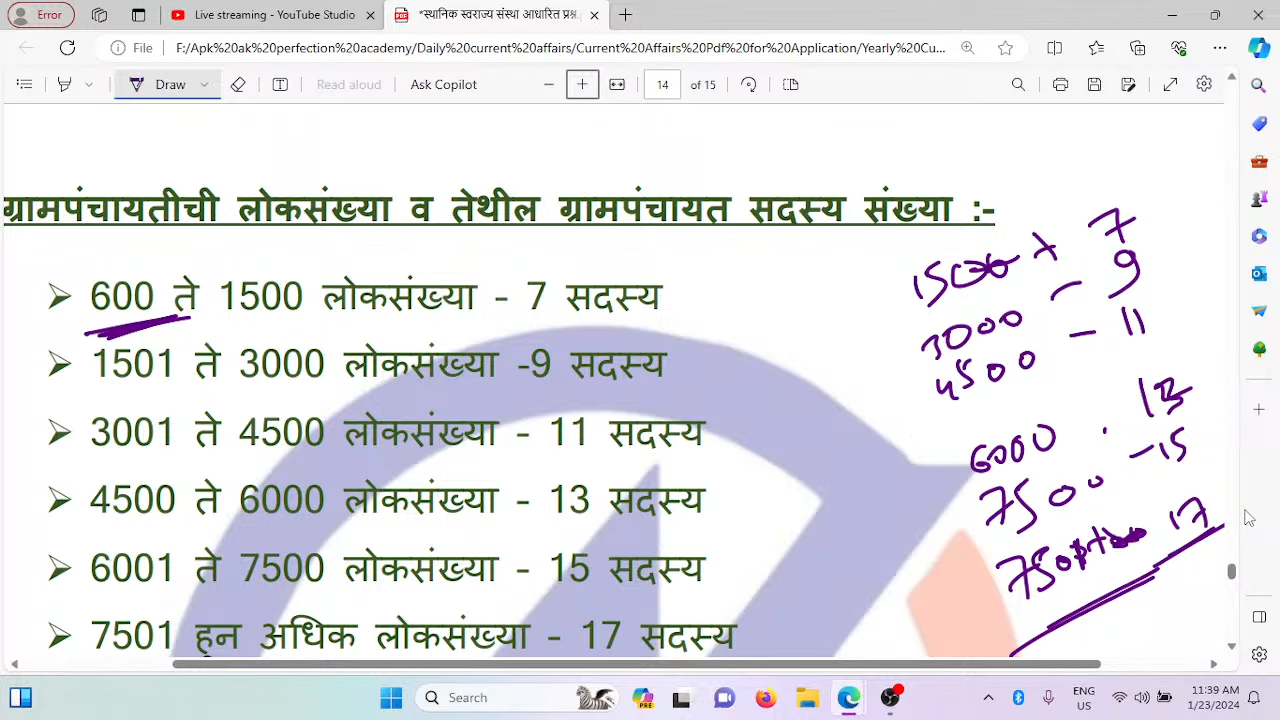 Error
Live streaming - YouTube Studio
*स्थानिक स्वराज्य संस्था आधारित प्रश्न.
File
F:/Apk%20ak%20perfection%20academy/Daily%20current%20affairs/Current%20Affairs%20Pdf%20for%20Application/Yearly%20Cu...
Draw
Read aloud
Ask Copilot
14 of 15
ग्रामपंचायतीची लोकसंख्या व तेथील ग्रामपंचायत सदस्य संख्या :-
➢ 600 ते 1500 लोकसंख्या - 7 सदस्य
➢ 1501 ते 3000 लोकसंख्या -9 सदस्य
➢ 3001 ते 4500 लोकसंख्या - 11 सदस्य
➢ 4500 ते 6000 लोकसंख्या - 13 सदस्य
➢ 6001 ते 7500 लोकसंख्या - 15 सदस्य
➢ 7501 हून अधिक लोकसंख्या - 17 सदस्य
1500 7
3000 - 9
4500 - 11
6000 13
7500 - 15
17
Search
PRE
ENG
US
11:39 AM
1/23/2024